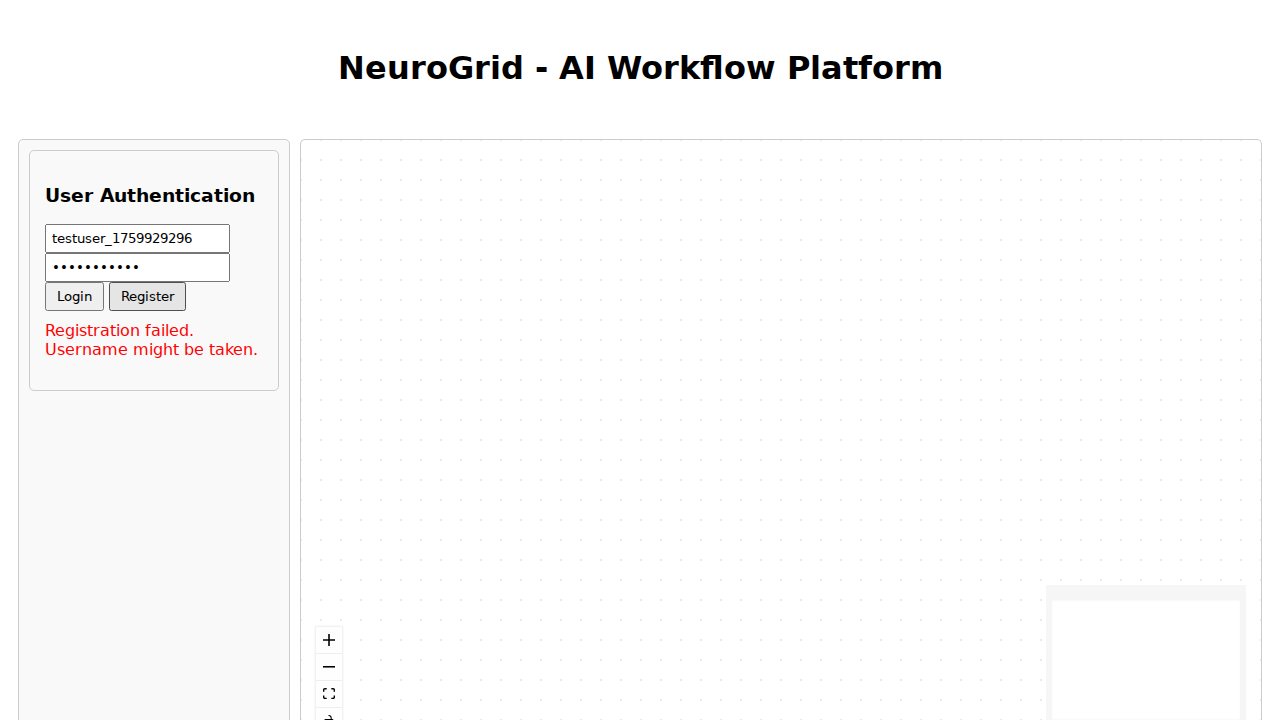 NeuroGrid - AI Workflow Platform
User Authentication
testuser_1759929296
•••••••••••
Login Register
Registration failed.
Username might be taken.